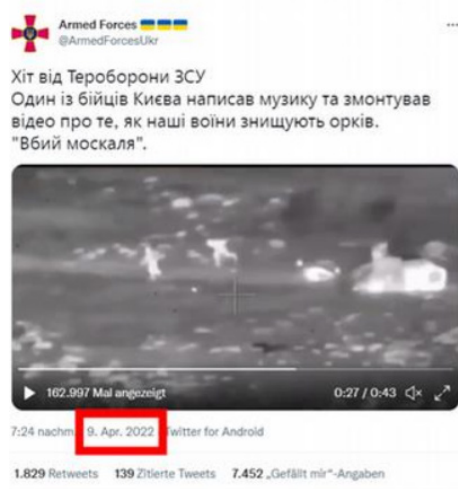 Armed Forces
@ArmedForcesUkr
Хіт від Тероборони ЗСУ
Один із бійців Києва написав музику та змонтував
відео про те, як наші воїни знищують орків.
"Вбий москаля".
162.997 Mal angezeigt
0:27 / 0:43
7:24 nachm 9. Apr. 2022 Twitter for Android
1.829 Retweets 139 Zitierte Tweets 7.452 „Gefällt mir“-Angaben